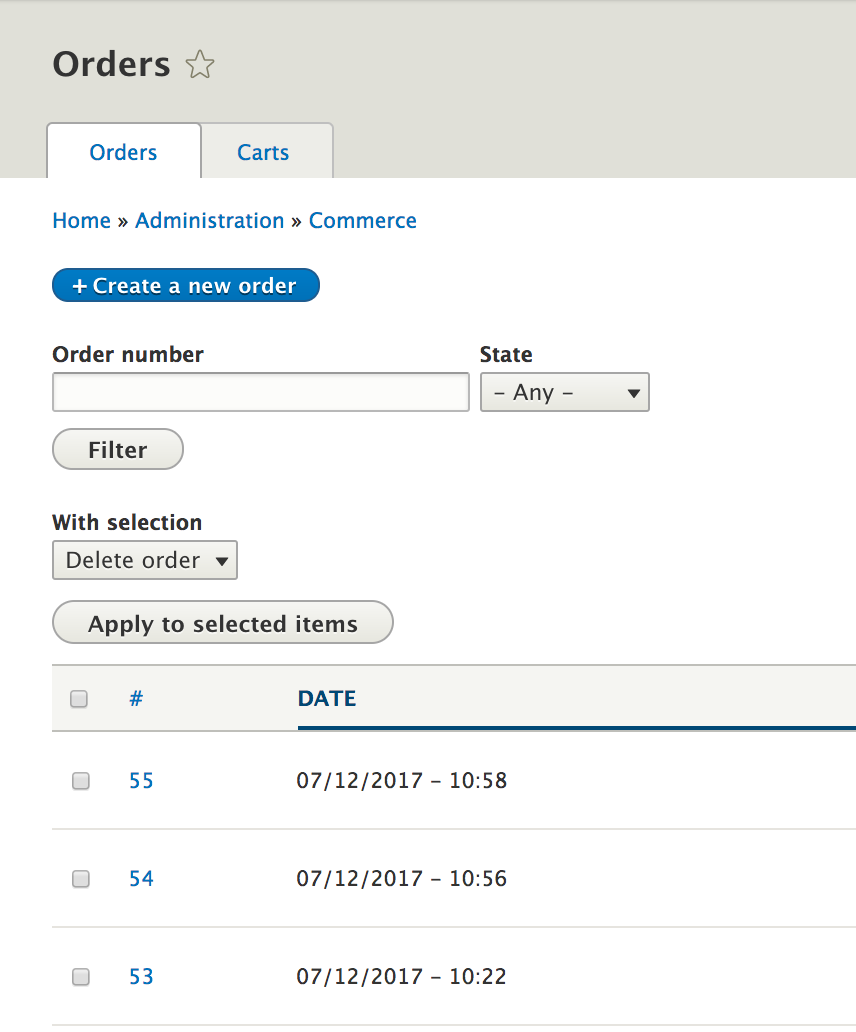 Orders
Orders Carts
Home » Administration » Commerce
+ Create a new order
Order number State
– Any –
Filter
With selection
Delete order
Apply to selected items
# DATE
55 07/12/2017 – 10:58
54 07/12/2017 – 10:56
53 07/12/2017 – 10:22